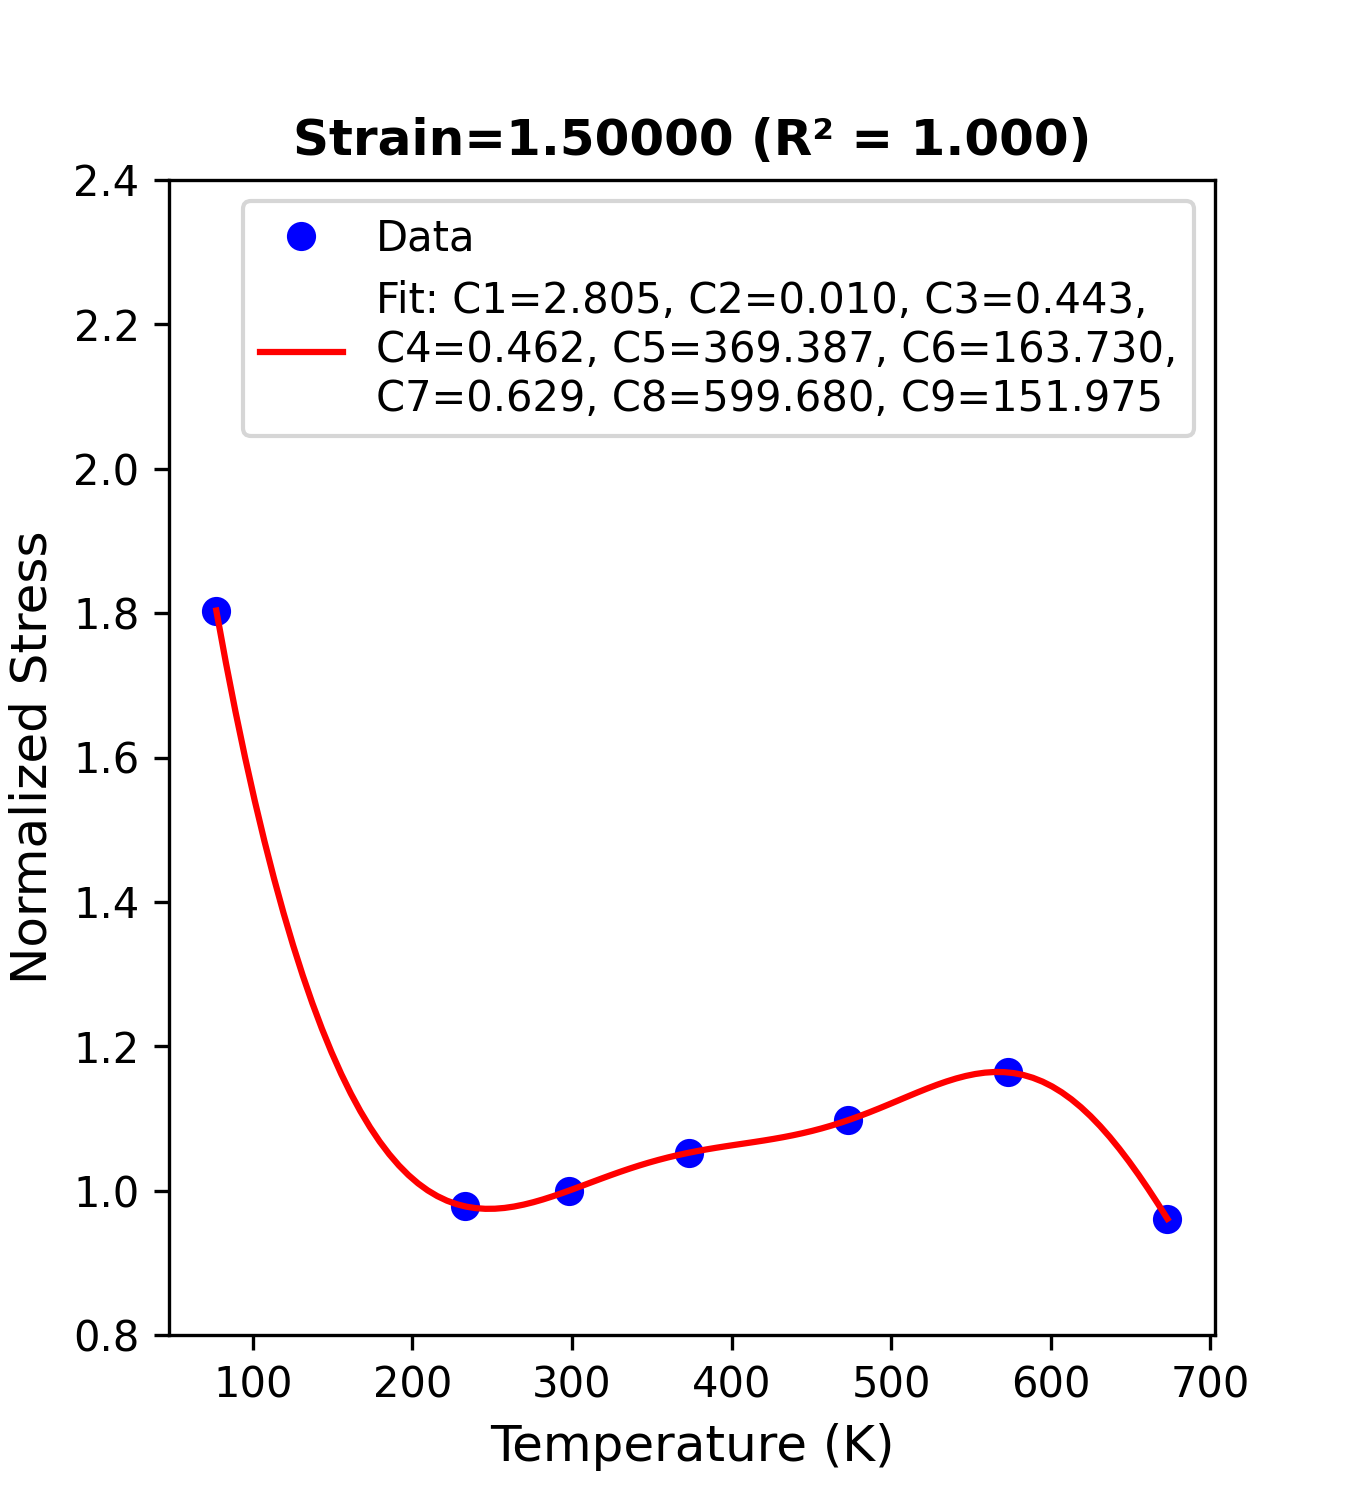 Strain=1.50000 (R² = 1.000)
2.4
2.2
2.0
1.8
1.6
1.4
1.2
1.0
0.8
Data
Fit: C1=2.805, C2=0.010, C3=0.443,
C4=0.462, C5=369.387, C6=163.730,
C7=0.629, C8=599.680, C9=151.975
Normalized Stress
100 200 300 400 500 600 700
Temperature (K)